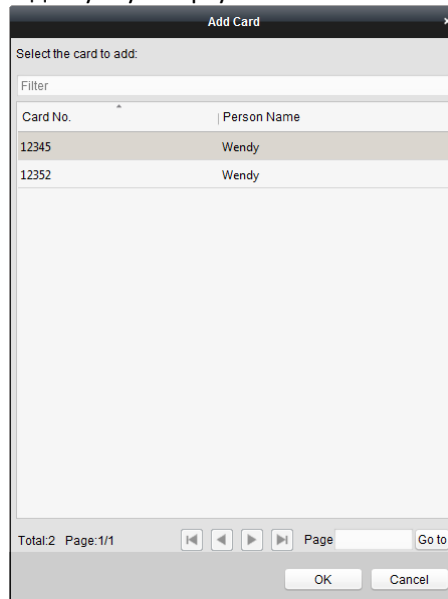 Add Card
Select the card to add:
Filter
Card No. Person Name
12345 Wendy
12352 Wendy
Total:2 Page:1/1 Page Go to
OK Cancel